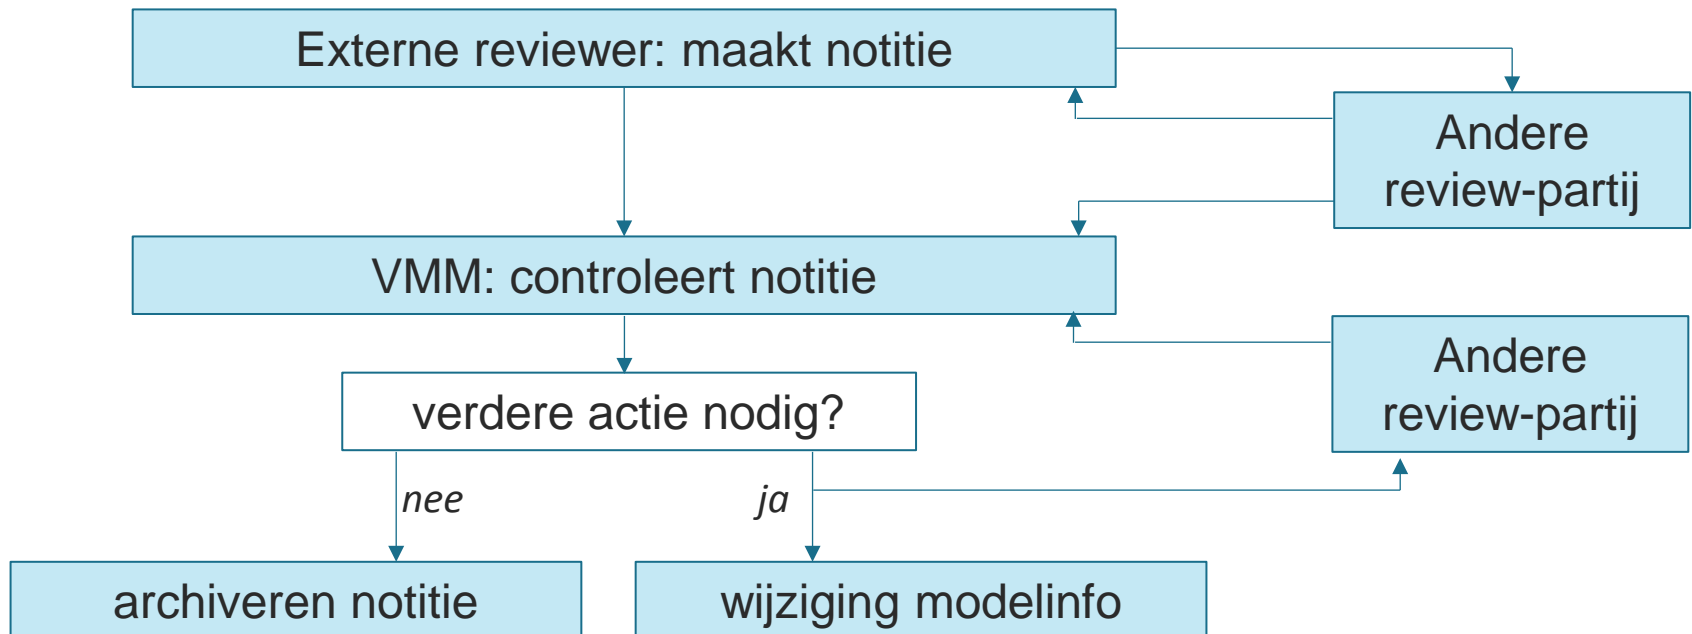 Externe reviewer: maakt notitie
Andere
review-partij
VMM: controleert notitie
Andere
review-partij
verdere actie nodig?
nee
ja
archiveren notitie
wijziging modelinfo